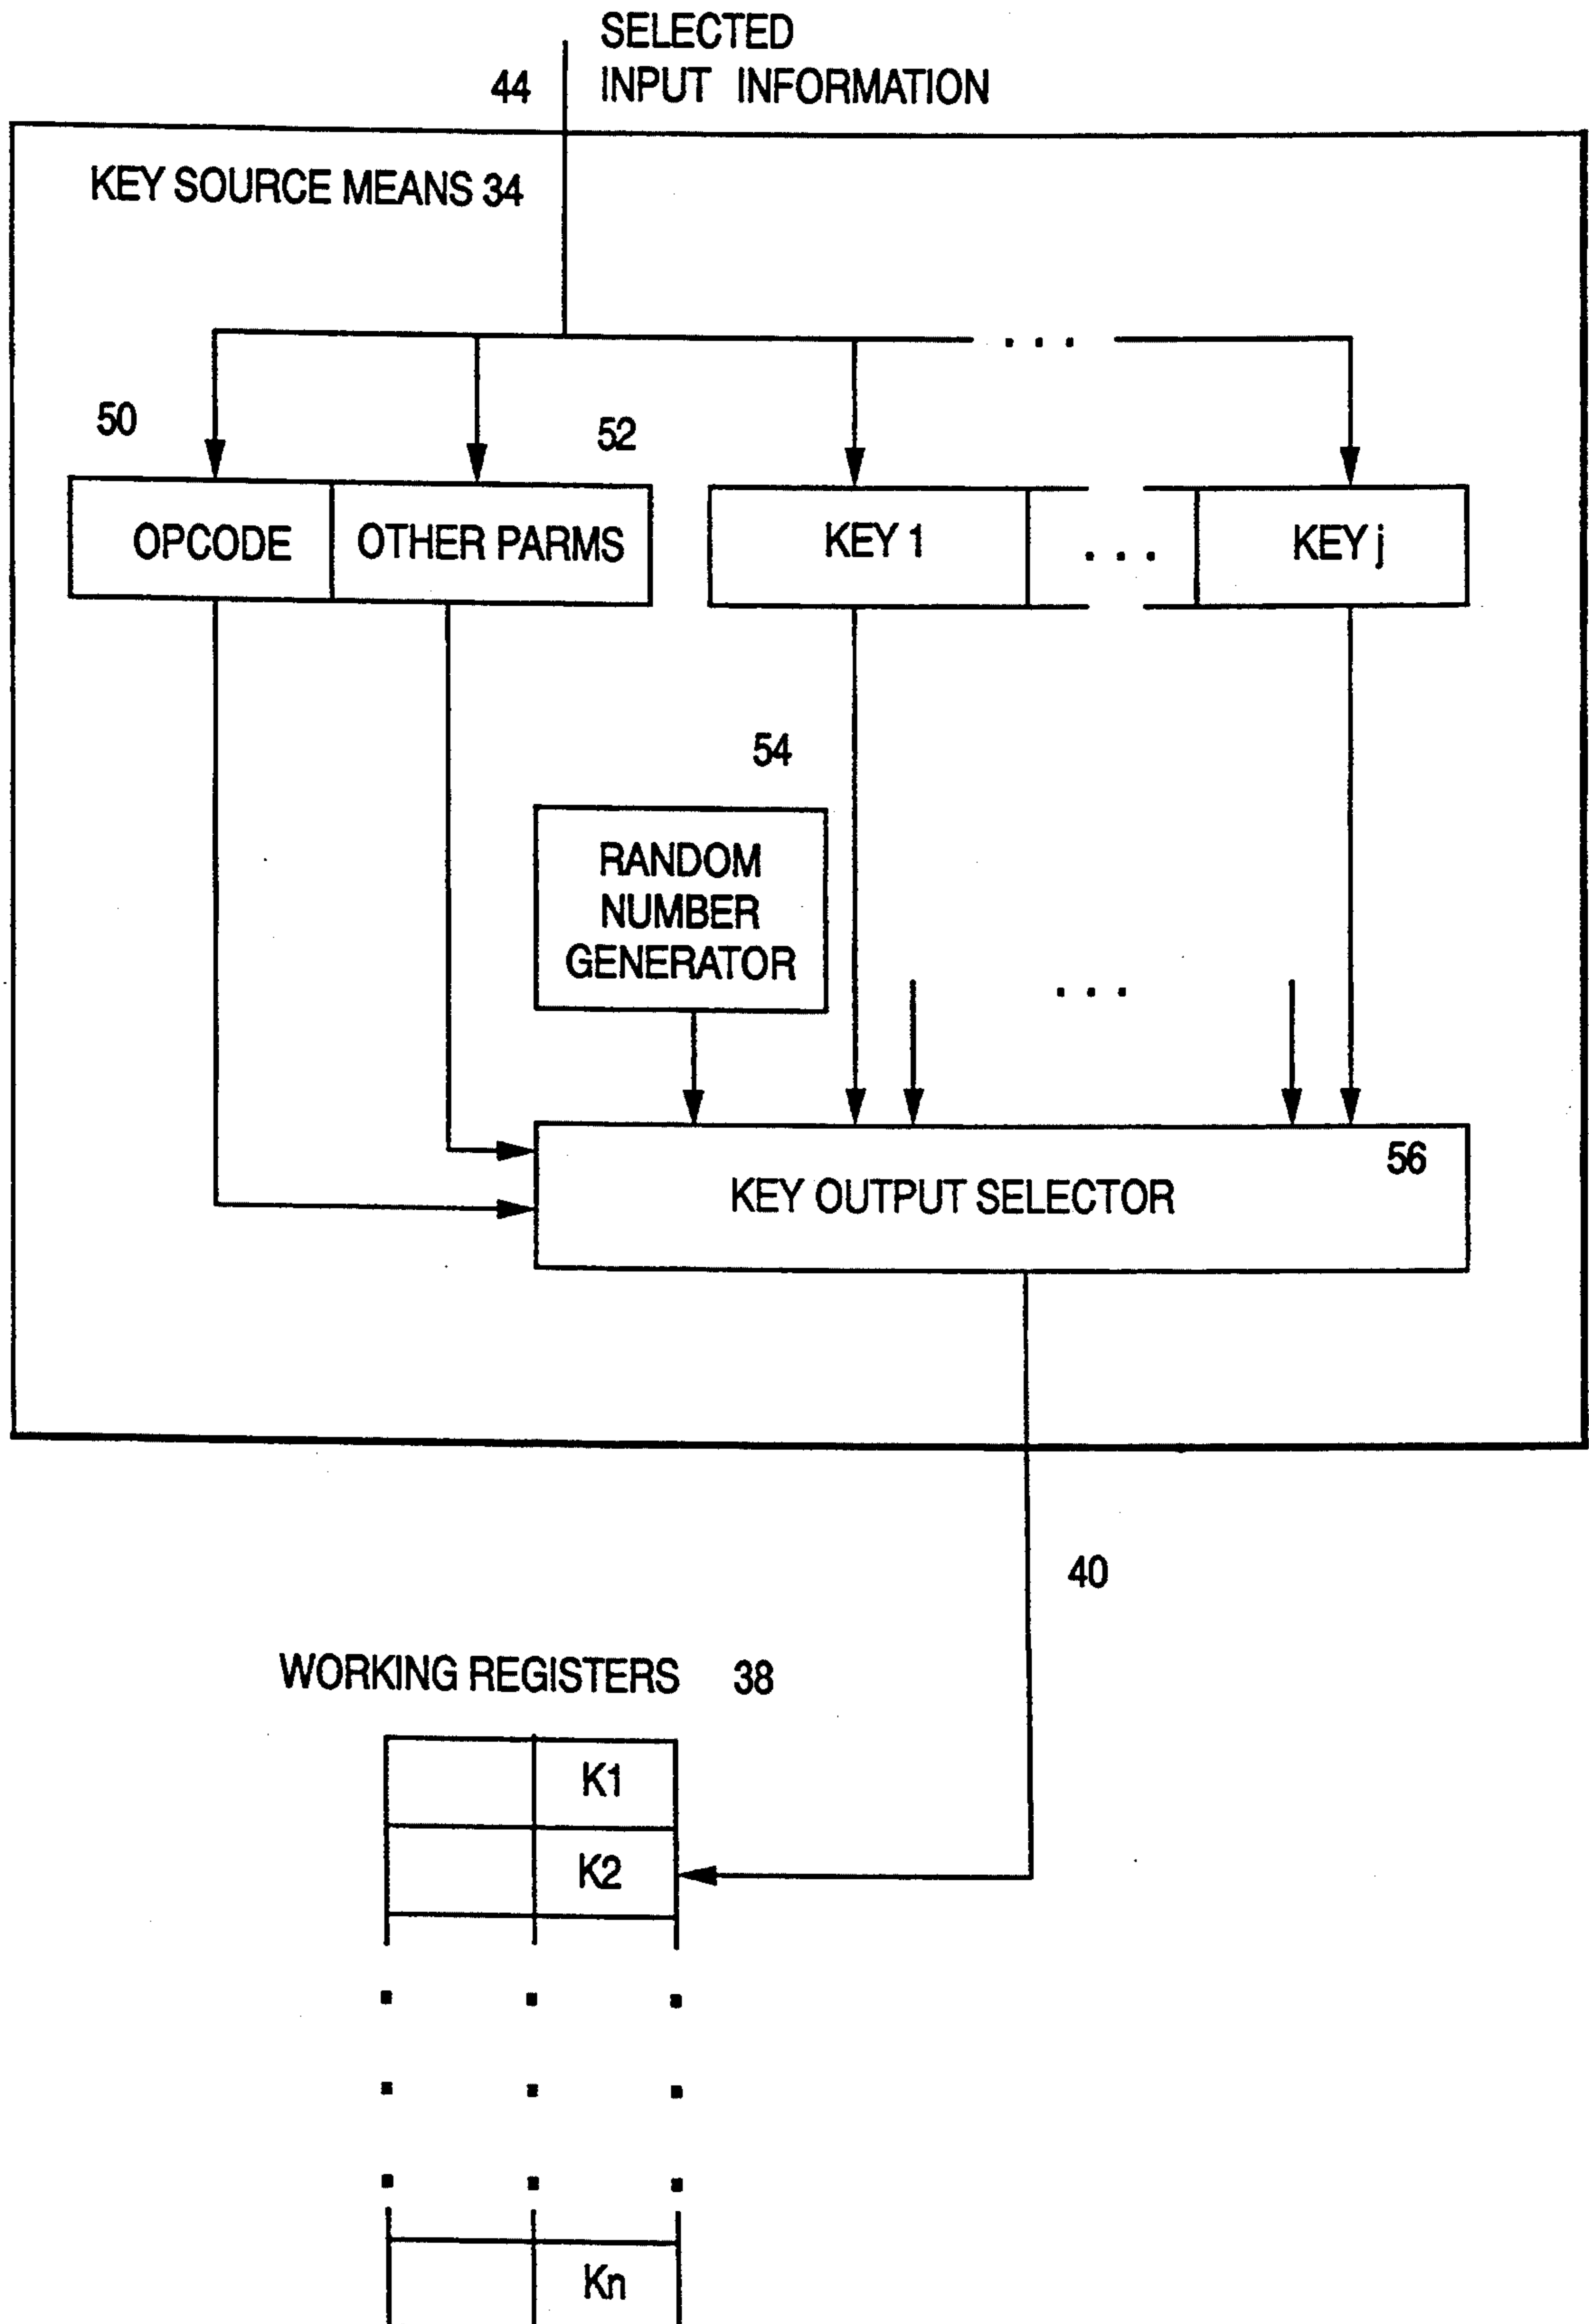 SELECTED
44 INPUT INFORMATION
KEY SOURCE MEANS 34
. . .
50 52
OPCODE OTHER PARMS KEY 1 . . . KEY j
54
RANDOM
NUMBER
GENERATOR
. . .
56
KEY OUTPUT SELECTOR
40
WORKING REGISTERS 38
K1
K2
Kn